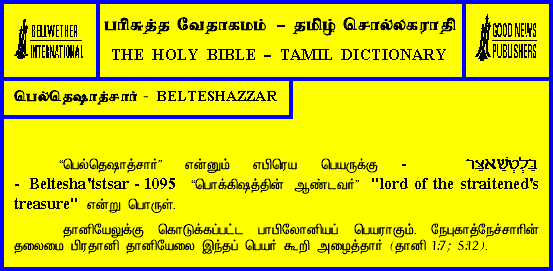 BELLWETHER
INTERNATIONAL
பரிசுத்த வேதாகமம் – தமிழ் சொல்லகராதி
THE HOLY BIBLE – TAMIL DICTIONARY
GOOD NEWS
PUBLISHERS
பெல்தெஷாத்சார் - BELTESHAZZAR
“பெல்தெஷாத்சார்” என்னும் எபிரெய பெயருக்கு - בֵּלְטְשַׁאצַּר
- Beltesha'tstsar - 1095 “பொக்கிஷத்தின் ஆண்டவர்” "lord of the straitened's
treasure" என்று பொருள்.
தானியேலுக்கு கொடுக்கப்பட்ட பாபிலோனியப் பெயராகும். நேபுகாத்நேச்சாரின்
தலைமை பிரதானி தானியேலை இந்தப் பெயர் கூறி அழைத்தார் (தானி 1:7; 5:12).